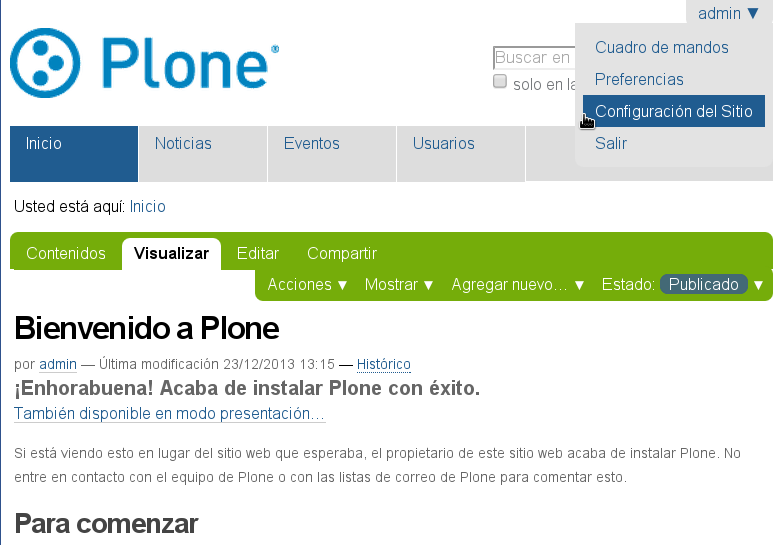 admin ▼
Plone®
Buscar en
solo en la
Cuadro de mandos
Preferencias
Configuración del Sitio
Salir
Inicio Noticias Eventos Usuarios
Usted está aquí: Inicio
Contenidos Visualizar Editar Compartir
Acciones ▼ Mostrar ▼ Agregar nuevo... ▼ Estado: Publicado ▼
Bienvenido a Plone
por admin — Última modificación 23/12/2013 13:15 — Histórico
¡Enhorabuena! Acaba de instalar Plone con éxito.
También disponible en modo presentación...
Si está viendo esto en lugar del sitio web que esperaba, el propietario de este sitio web acaba de instalar Plone. No
entre en contacto con el equipo de Plone o con las listas de correo de Plone para comentar esto.
Para comenzar